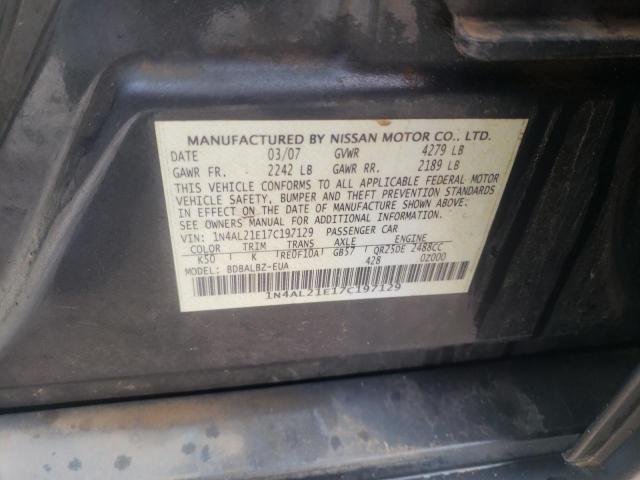 MANUFACTURED BY NISSAN MOTOR CO., LTD.
DATE 03/07 GVWR 4279 LB
GAWR FR. 2242 LB GAWR RR. 2189 LB
THIS VEHICLE CONFORMS TO ALL APPLICABLE FEDERAL MOTOR
VEHICLE SAFETY, BUMPER AND THEFT PREVENTION STANDARDS
IN EFFECT ON THE DATE OF MANUFACTURE SHOWN ABOVE.
SEE OWNERS MANUAL FOR ADDITIONAL INFORMATION.
VIN: 1N4AL21E17C197129 PASSENGER CAR
COLOR TRIM TRANS AXLE ENGINE
K50 K RE0F10A GB57 QR25DE 2488CC
MODEL: BDBALBZ-EUA 428 0Z000
1N4AL21E17C197129